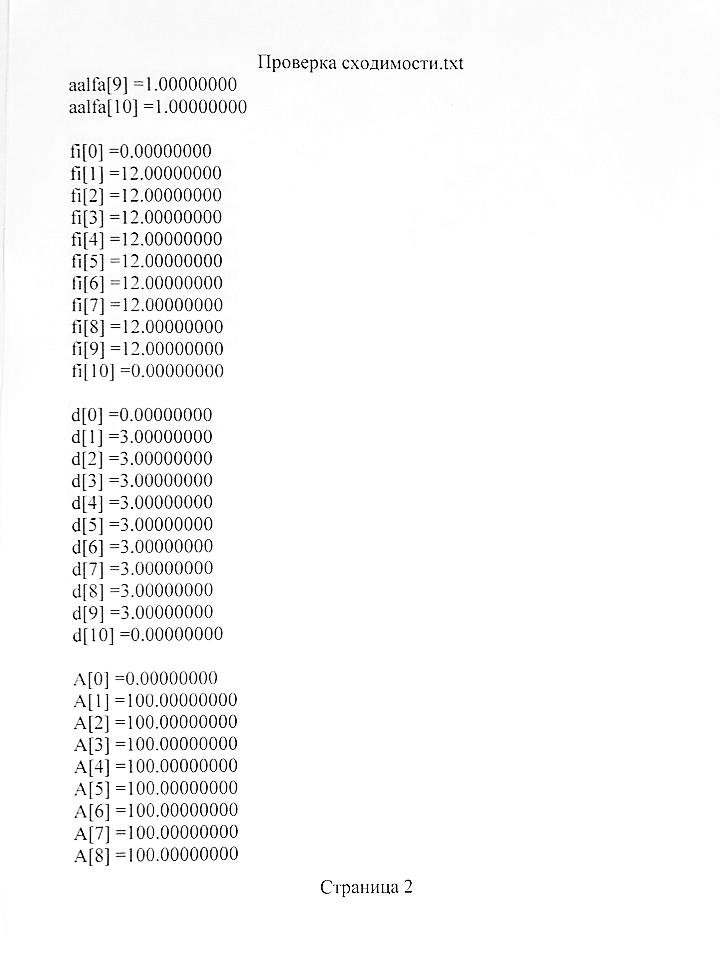 Проверка сходимости.txt
aalfa[9] =1.00000000
aalfa[10] =1.00000000
fi[0] =0.00000000
fi[1] =12.00000000
fi[2] =12.00000000
fi[3] =12.00000000
fi[4] =12.00000000
fi[5] =12.00000000
fi[6] =12.00000000
fi[7] =12.00000000
fi[8] =12.00000000
fi[9] =12.00000000
fi[10] =0.00000000
d[0] =0.00000000
d[1] =3.00000000
d[2] =3.00000000
d[3] =3.00000000
d[4] =3.00000000
d[5] =3.00000000
d[6] =3.00000000
d[7] =3.00000000
d[8] =3.00000000
d[9] =3.00000000
d[10] =0.00000000
A[0] =0.00000000
A[1] =100.00000000
A[2] =100.00000000
A[3] =100.00000000
A[4] =100.00000000
A[5] =100.00000000
A[6] =100.00000000
A[7] =100.00000000
A[8] =100.00000000
Страница 2